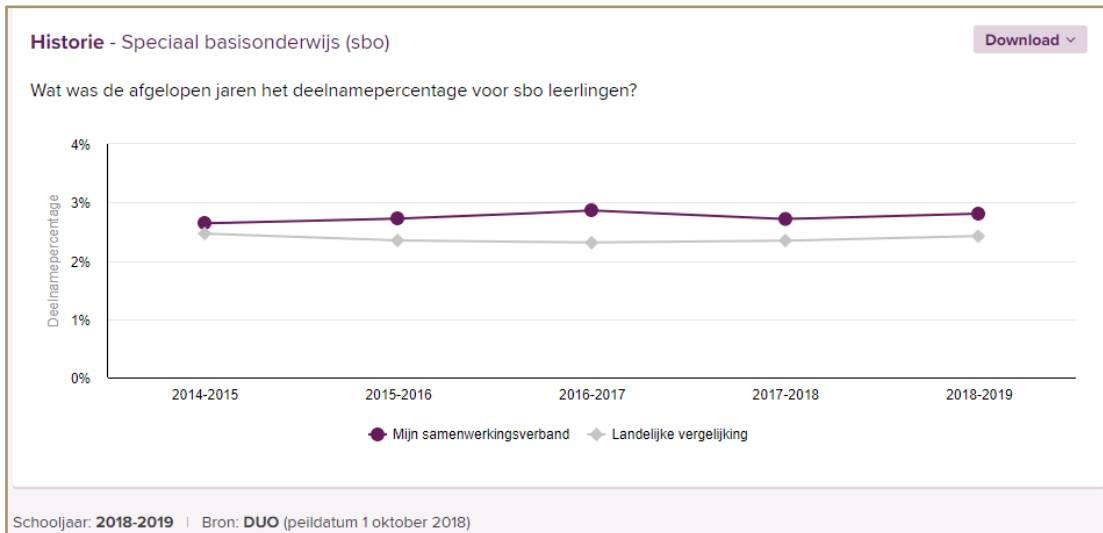 Historie - Speciaal basisonderwijs (sbo)
Download
Wat was de afgelopen jaren het deelnamepercentage voor sbo leerlingen?
Deelnamepercentage
4%
3%
2%
1%
0%
2014-2015 2015-2016 2016-2017 2017-2018 2018-2019
Mijn samenwerkingsverband Landelijke vergelijking
Schooljaar: 2018-2019 | Bron: DUO (peildatum 1 oktober 2018)